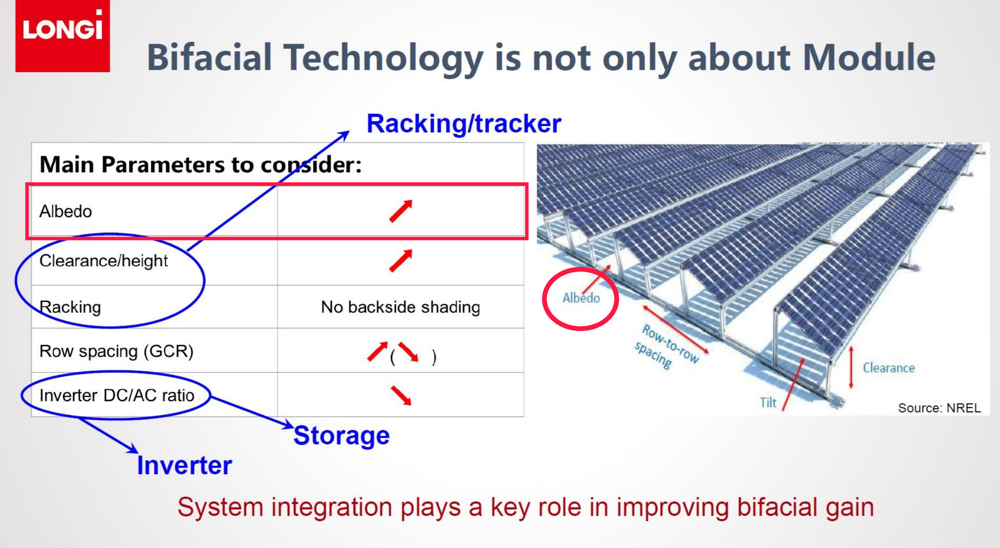 LONGi
Bifacial Technology is not only about Module
Racking/tracker
Main Parameters to consider:
Albedo
Clearance/height
Racking
No backside shading
Row spacing (GCR)
( )
Inverter DC/AC ratio
Storage
Inverter
Albedo
Row-to-row
spacing
Clearance
Tilt
Source: NREL
System integration plays a key role in improving bifacial gain